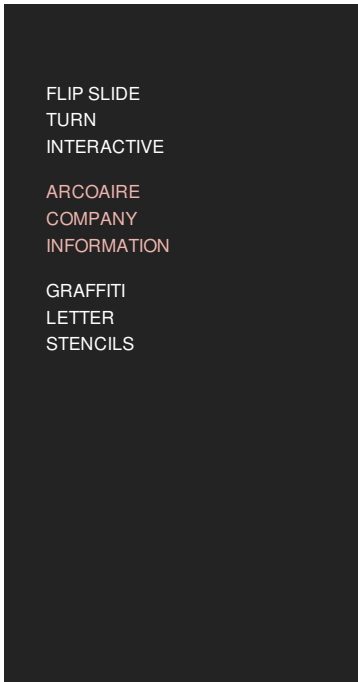 FLIP SLIDE
TURN
INTERACTIVE
ARCOAIRE
COMPANY
INFORMATION
GRAFFITI
LETTER
STENCILS